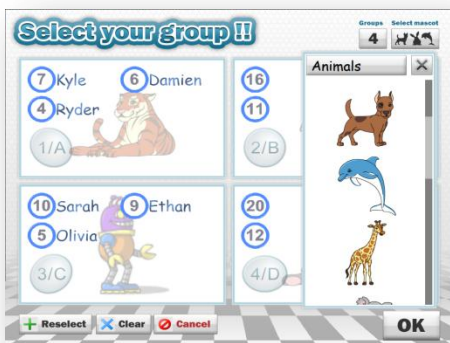 Select your group !!
Groups Select mascot
4
Animals
7 Kyle 6 Damien
4 Ryder
1/A
16
11
2/B
10 Sarah 9 Ethan
5 Olivia
3/C
20
12
4/D
Reselect Clear Cancel
OK